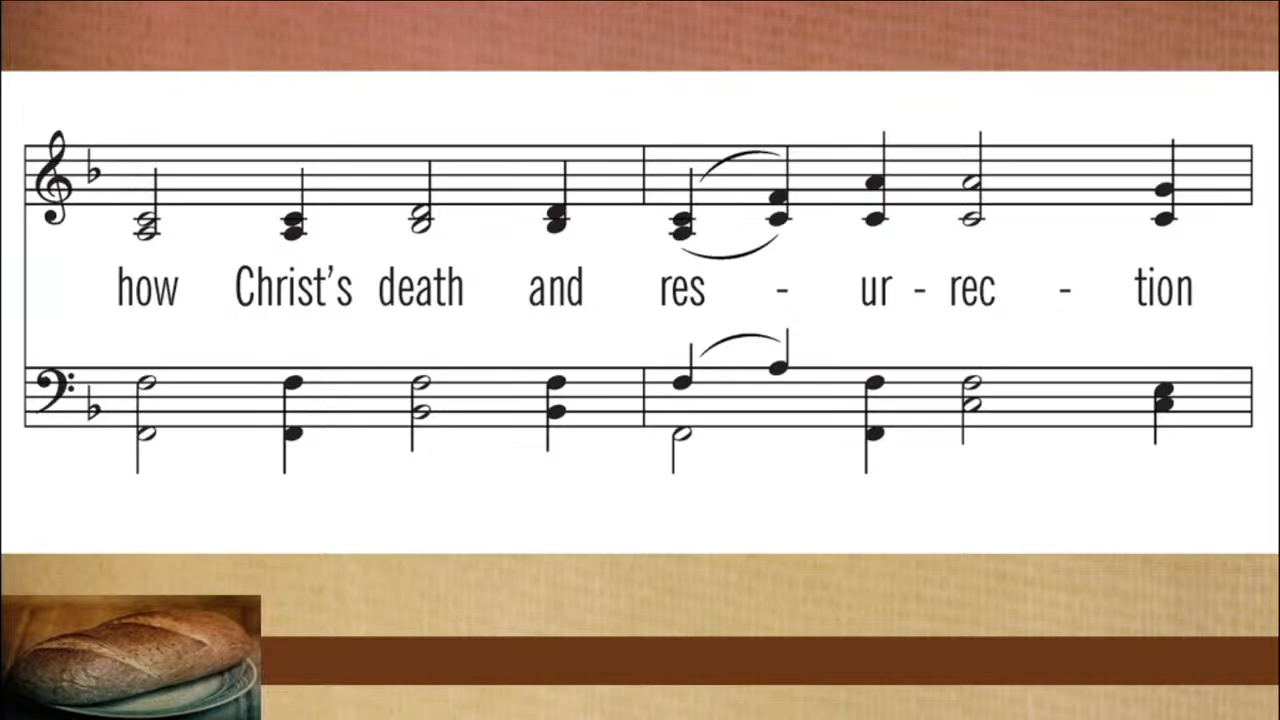 how Christ's death and res - ur - rec - tion